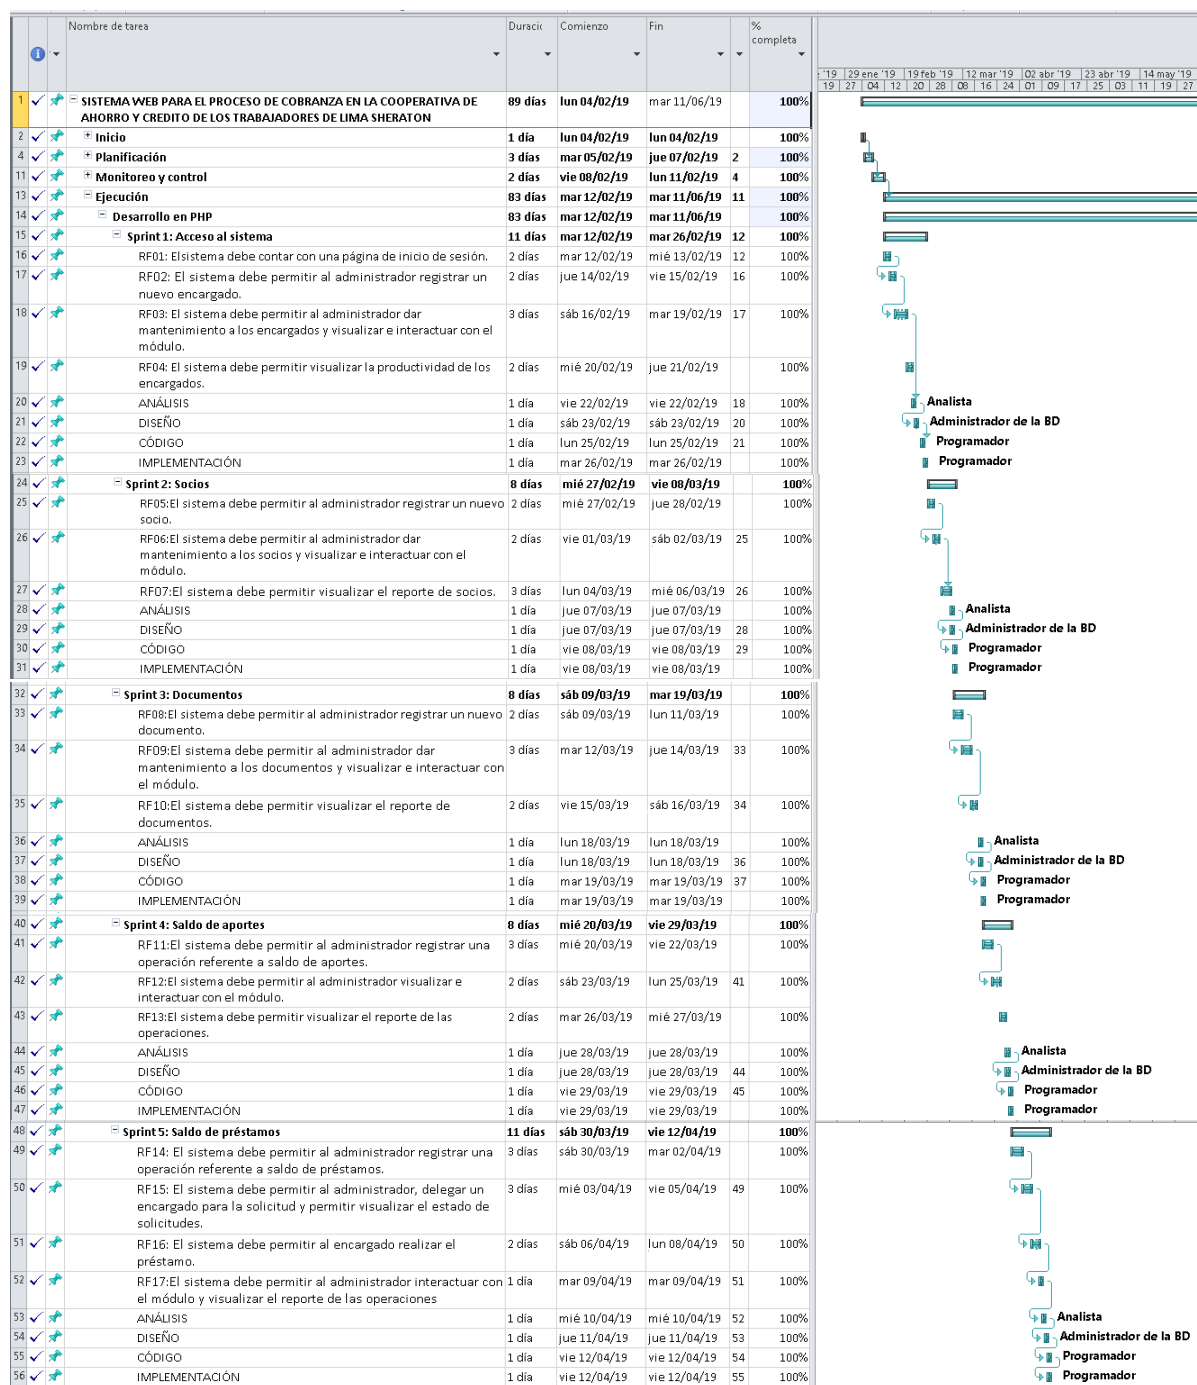 Nombre de tarea Duració Comienzo Fin %
completa
'19 29 ene '19 19 feb '19 12 mar '19 02 abr '19 23 abr '19 14 may '19
19 27 04 12 20 28 08 16 24 01 09 17 25 03 11 19 27
1 SISTEMA WEB PARA EL PROCESO DE COBRANZA EN LA COOPERATIVA DE 89 días lun 04/02/19 mar 11/06/19 100%
AHORRO Y CREDITO DE LOS TRABAJADORES DE LIMA SHERATON
2 Inicio 1 día lun 04/02/19 lun 04/02/19 100%
4 Planificación 3 días mar 05/02/19 jue 07/02/19 2 100%
11 Monitoreo y control 2 días vie 08/02/19 lun 11/02/19 4 100%
13 Ejecución 83 días mar 12/02/19 mar 11/06/19 11 100%
14 Desarrollo en PHP 83 días mar 12/02/19 mar 11/06/19 100%
15 Sprint 1: Acceso al sistema 11 días mar 12/02/19 mar 26/02/19 12 100%
16 RF01: Elsistema debe contar con una página de inicio de sesión. 2 días mar 12/02/19 mié 13/02/19 12 100%
17 RF02: El sistema debe permitir al administrador registrar un 2 días jue 14/02/19 vie 15/02/19 16 100%
nuevo encargado.
18 RF03: El sistema debe permitir al administrador dar 3 días sáb 16/02/19 mar 19/02/19 17 100%
mantenimiento a los encargados y visualizar e interactuar con el
módulo.
19 RF04: El sistema debe permitir visualizar la productividad de los 2 días mié 20/02/19 jue 21/02/19 100%
encargados.
20 ANÁLISIS 1 día vie 22/02/19 vie 22/02/19 18 100% Analista
21 DISEÑO 1 día sáb 23/02/19 sáb 23/02/19 20 100% Administrador de la BD
22 CÓDIGO 1 día lun 25/02/19 lun 25/02/19 21 100% Programador
23 IMPLEMENTACIÓN 1 día mar 26/02/19 mar 26/02/19 100% Programador
24 Sprint 2: Socios 8 días mié 27/02/19 vie 08/03/19 100%
25 RF05:El sistema debe permitir al administrador registrar un nuevo 2 días mié 27/02/19 jue 28/02/19 100%
socio.
26 RF06:El sistema debe permitir al administrador dar 2 días vie 01/03/19 sáb 02/03/19 25 100%
mantenimiento a los socios y visualizar e interactuar con el
módulo.
27 RF07:El sistema debe permitir visualizar el reporte de socios. 3 días lun 04/03/19 mié 06/03/19 26 100%
28 ANÁLISIS 1 día jue 07/03/19 jue 07/03/19 100% Analista
29 DISEÑO 1 día jue 07/03/19 jue 07/03/19 28 100% Administrador de la BD
30 CÓDIGO 1 día vie 08/03/19 vie 08/03/19 29 100% Programador
31 IMPLEMENTACIÓN 1 día vie 08/03/19 vie 08/03/19 100% Programador
32 Sprint 3: Documentos 8 días sáb 09/03/19 mar 19/03/19 100%
33 RF08:El sistema debe permitir al administrador registrar un nuevo 2 días sáb 09/03/19 lun 11/03/19 100%
documento.
34 RF09:El sistema debe permitir al administrador dar 3 días mar 12/03/19 jue 14/03/19 33 100%
mantenimiento a los documentos y visualizar e interactuar con
el módulo.
35 RF10:El sistema debe permitir visualizar el reporte de 2 días vie 15/03/19 sáb 16/03/19 34 100%
documentos.
36 ANÁLISIS 1 día lun 18/03/19 lun 18/03/19 100% Analista
37 DISEÑO 1 día lun 18/03/19 lun 18/03/19 36 100% Administrador de la BD
38 CÓDIGO 1 día mar 19/03/19 mar 19/03/19 37 100% Programador
39 IMPLEMENTACIÓN 1 día mar 19/03/19 mar 19/03/19 100% Programador
40 Sprint 4: Saldo de aportes 8 días mié 20/03/19 vie 29/03/19 100%
41 RF11:El sistema debe permitir al administrador registrar una 3 días mié 20/03/19 vie 22/03/19 100%
operación referente a saldo de aportes.
42 RF12:El sistema debe permitir al administrador visualizar e 2 días sáb 23/03/19 lun 25/03/19 41 100%
interactuar con el módulo.
43 RF13:El sistema debe permitir visualizar el reporte de las 2 días mar 26/03/19 mié 27/03/19 100%
operaciones.
44 ANÁLISIS 1 día jue 28/03/19 jue 28/03/19 100% Analista
45 DISEÑO 1 día jue 28/03/19 jue 28/03/19 44 100% Administrador de la BD
46 CÓDIGO 1 día vie 29/03/19 vie 29/03/19 45 100% Programador
47 IMPLEMENTACIÓN 1 día vie 29/03/19 vie 29/03/19 100% Programador
48 Sprint 5: Saldo de préstamos 11 días sáb 30/03/19 vie 12/04/19 100%
49 RF14: El sistema debe permitir al administrador registrar una 3 días sáb 30/03/19 mar 02/04/19 100%
operación referente a saldo de préstamos.
50 RF15: El sistema debe permitir al administrador, delegar un 3 días mié 03/04/19 vie 05/04/19 49 100%
encargado para la solicitud y permitir visualizar el estado de
solicitudes.
51 RF16: El sistema debe permitir al encargado realizar el 2 días sáb 06/04/19 lun 08/04/19 50 100%
préstamo.
52 RF17:El sistema debe permitir al administrador interactuar con 1 día mar 09/04/19 mar 09/04/19 51 100%
el módulo y visualizar el reporte de las operaciones
53 ANÁLISIS 1 día mié 10/04/19 mié 10/04/19 52 100% Analista
54 DISEÑO 1 día jue 11/04/19 jue 11/04/19 53 100% Administrador de la BD
55 CÓDIGO 1 día vie 12/04/19 vie 12/04/19 54 100% Programador
56 IMPLEMENTACIÓN 1 día vie 12/04/19 vie 12/04/19 55 100% Programador